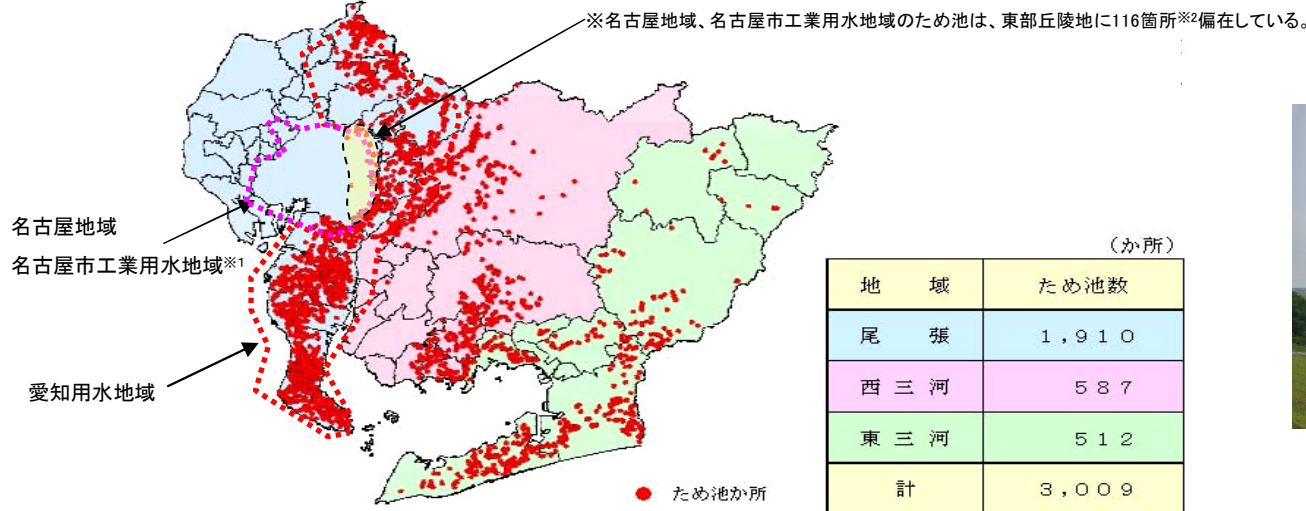 ※名古屋地域、名古屋市工業用水地域のため池は、東部丘陵地に116箇所※2偏在している。
名古屋地域
名古屋市工業用水地域※1
愛知用水地域
ため池か所
(か所)
地 域 ため池数
尾 張 1,910
西三河 587
東三河 512
計 3,009